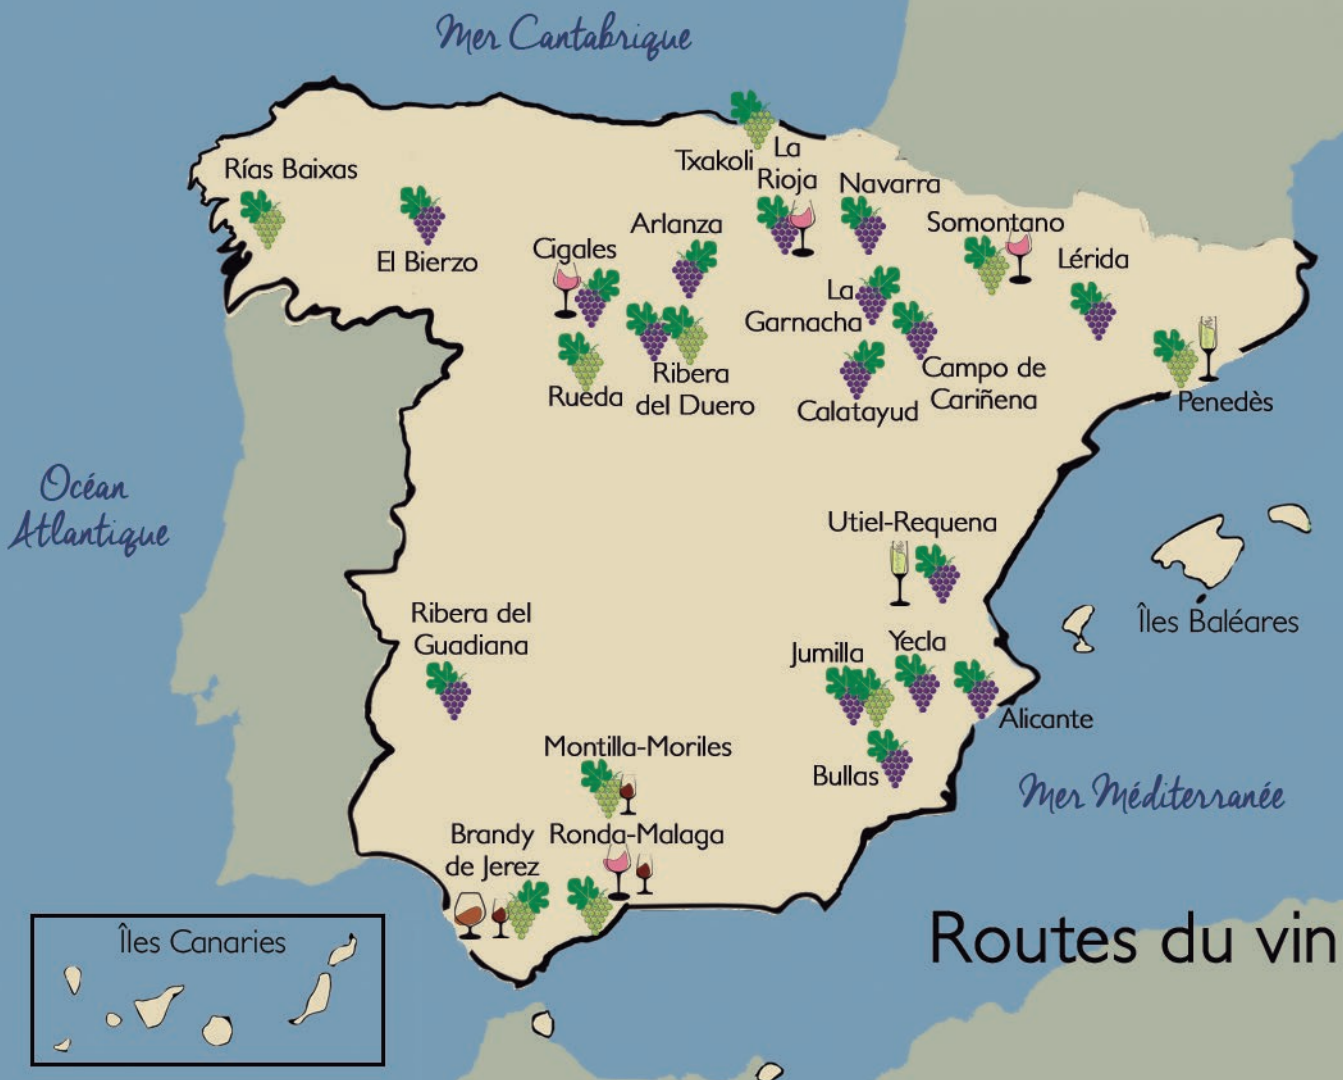 Mer Cantabrique
Txakoli
La
Rioja
Rías Baixas
Navarra
Arlanza
Somontano
Cigales
El Bierzo
Lérida
La
Garnacha
Ribera
del Duero
Rueda
Campo de
Cariñena
Calatayud
Penedès
Océan
Atlantique
Utiel-Requena
Îles Baléares
Ribera del
Guadiana
Jumilla
Yecla
Alicante
Montilla-Moriles
Bullas
Mer Méditerranée
Brandy
de Jerez
Ronda-Malaga
Îles Canaries
Routes du vin